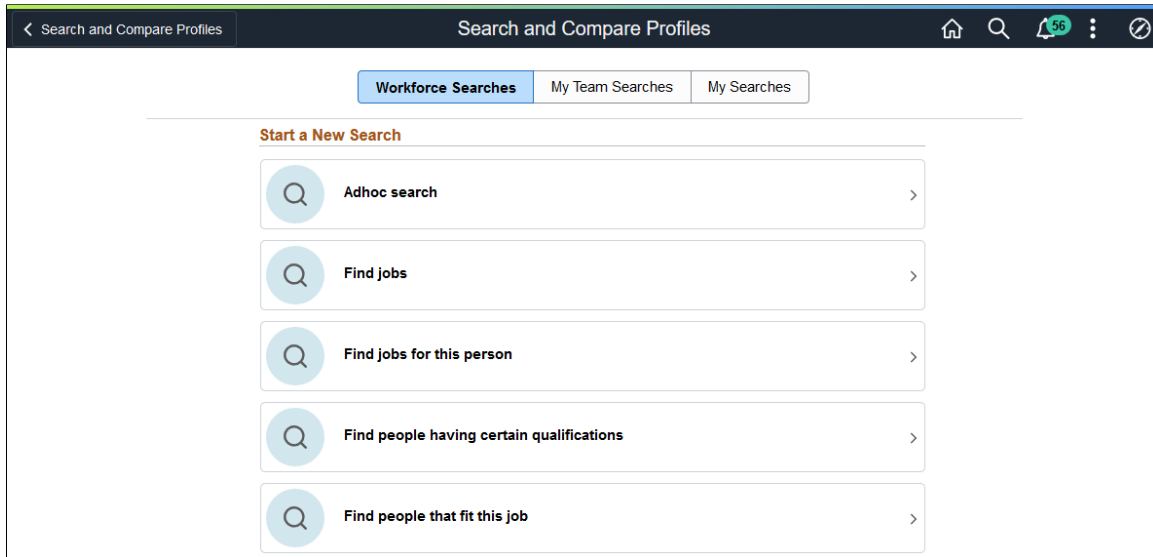 Search and Compare Profiles
Search and Compare Profiles
56
Workforce Searches
My Team Searches
My Searches
Start a New Search
Adhoc search
Find jobs
Find jobs for this person
Find people having certain qualifications
Find people that fit this job